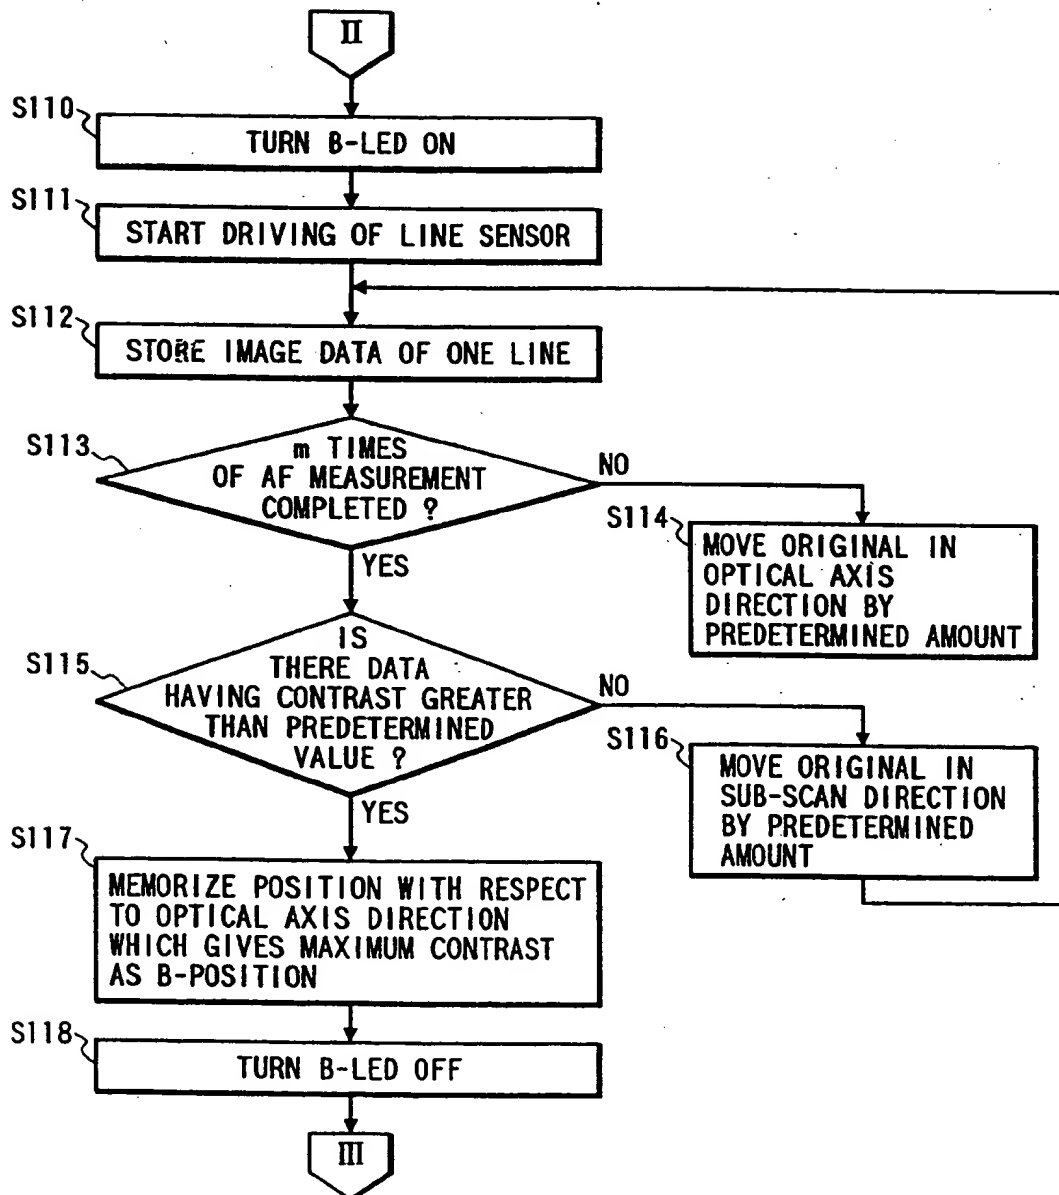 II
S110
TURN B-LED ON
S111
START DRIVING OF LINE SENSOR
S112
STORE IMAGE DATA OF ONE LINE
S113
m TIMES
OF AF MEASUREMENT
COMPLETED ?
NO
YES
S114
MOVE ORIGINAL IN
OPTICAL AXIS
DIRECTION BY
PREDETERMINED AMOUNT
S115
IS
THERE DATA
HAVING CONTRAST GREATER
THAN PREDETERMINED
VALUE ?
NO
YES
S116
MOVE ORIGINAL IN
SUB-SCAN DIRECTION
BY PREDETERMINED
AMOUNT
S117
MEMORIZE POSITION WITH RESPECT
TO OPTICAL AXIS DIRECTION
WHICH GIVES MAXIMUM CONTRAST
AS B-POSITION
S118
TURN B-LED OFF
III